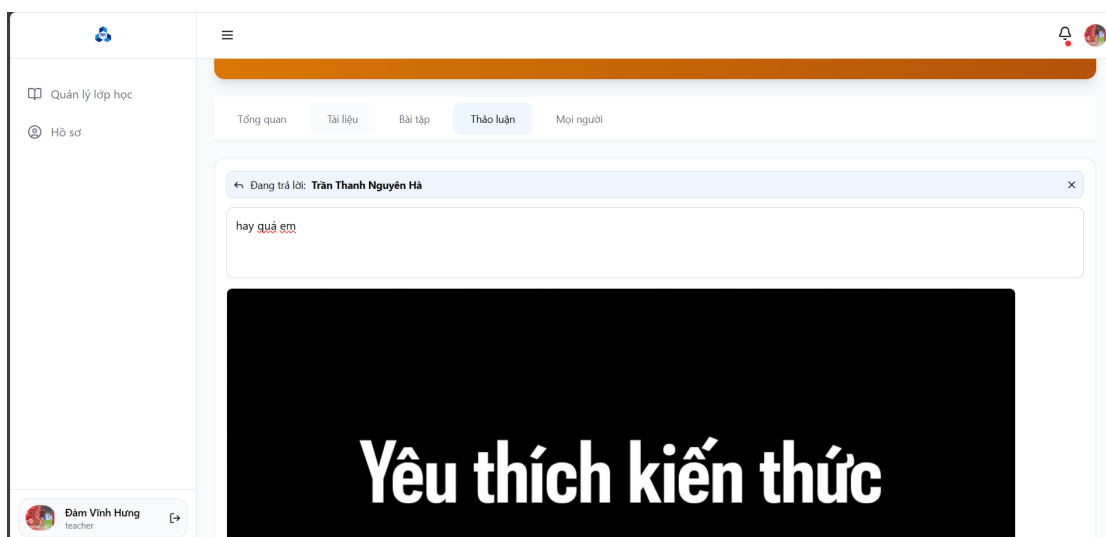 Quản lý lớp học
Hồ sơ
Tổng quan Tài liệu Bài tập Thảo luận Mọi người
Đang trả lời: Trần Thanh Nguyên Hà
hay quá em
Yêu thích kiến thức
Đàm Vĩnh Hưng
teacher